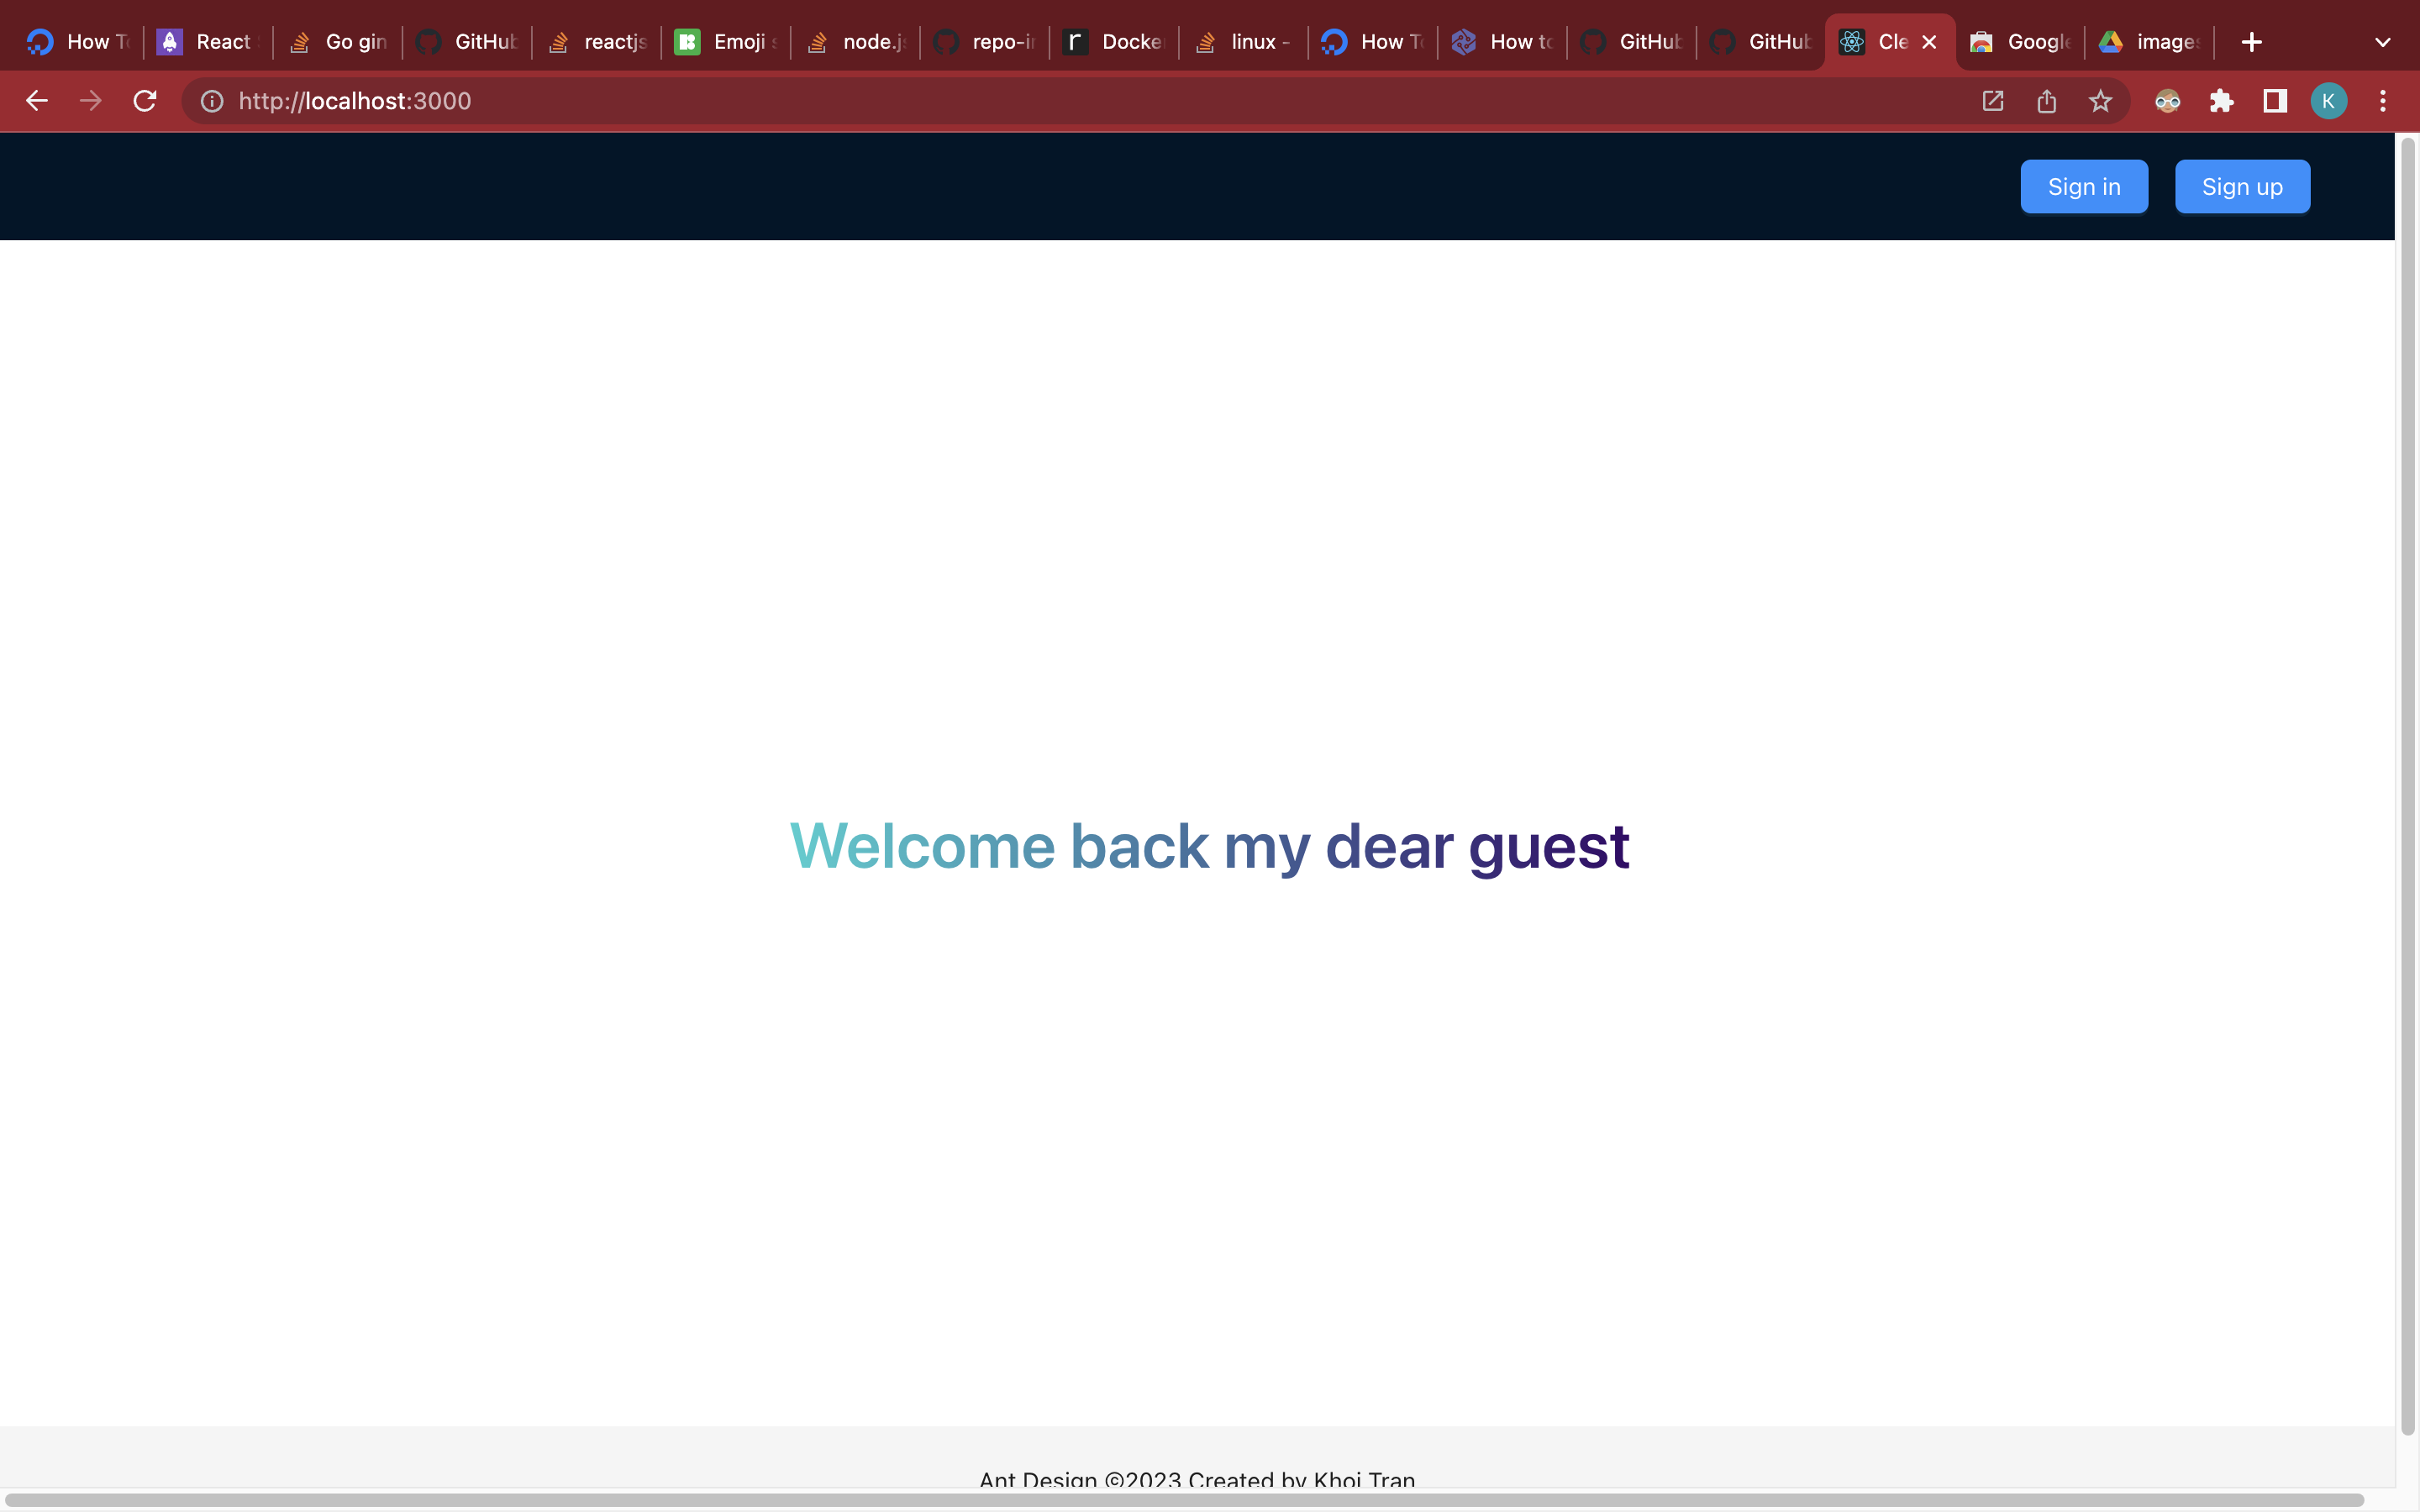 How T
React
Go gin
GitHub
reactjs
Emoji
node.js
repo-in
Docke
linux -
How T
How to
GitHub
GitHub
Cle
Google
images
http://localhost:3000
K
Sign in
Sign up
Welcome back my dear guest
Ant Design ©2023 Created by Khoi Tran